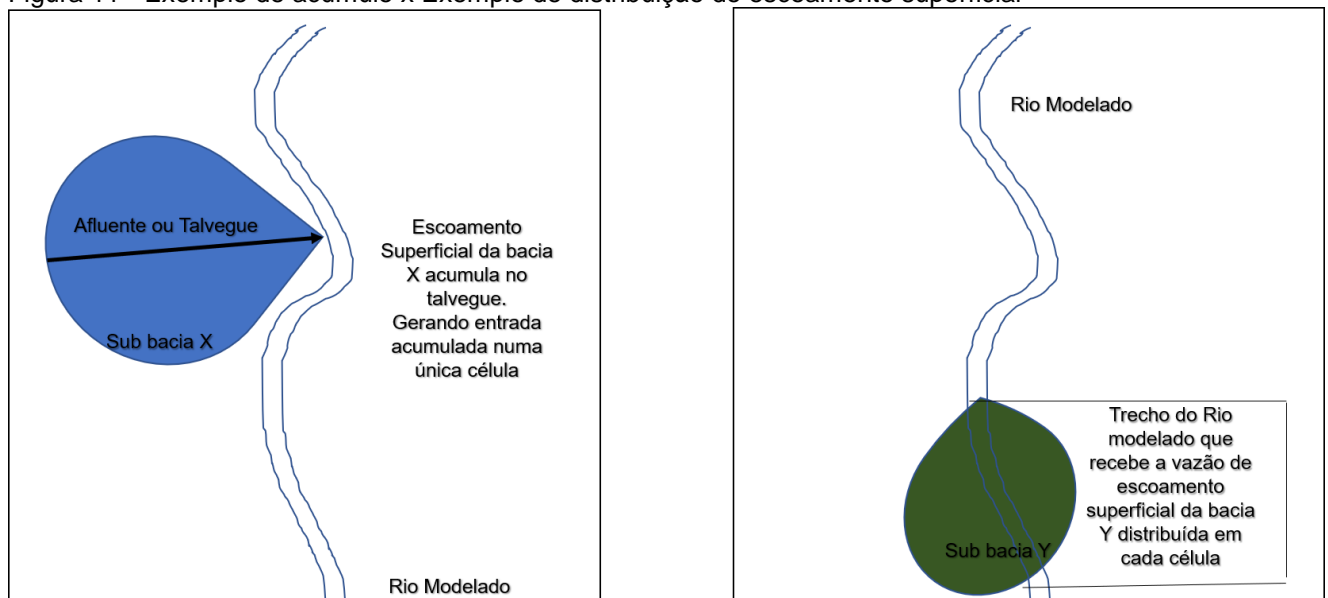 Figura – Exemplo de acúmulo x Exemplo de distribuição de escoamento superficial
Afluente ou Talvegue
Sub bacia X
Escoamento
Superficial da bacia
X acumula no
talvegue.
Gerando entrada
acumulada numa
única célula
Rio Modelado
Rio Modelado
Trecho do Rio
modelado que
recebe a vazão de
escoamento
superficial da bacia
Y distribuída em
cada célula
Sub bacia Y